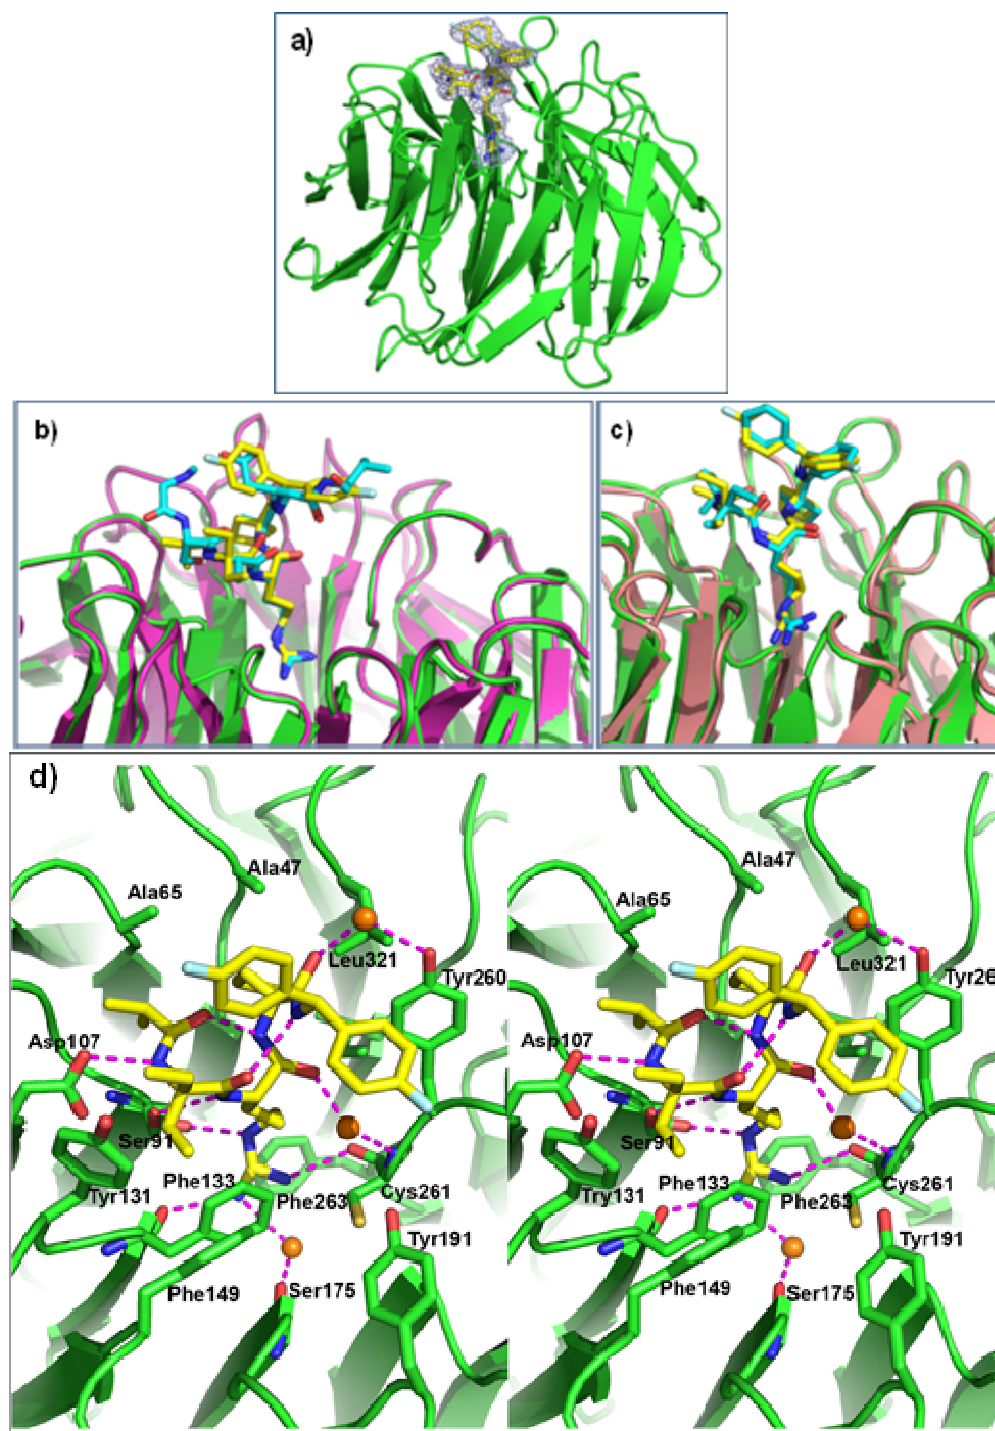 a)
b)
c)
d)
Ala47
Ala65
Leu321
Tyr260
Asp107
Ser91
Tyr131
Phe133
Phe263
Cys261
Tyr191
Phe149
Ser175
Ala47
Ala65
Leu321
Tyr26
Asp107
Ser91
Try131
Phe133
Phe263
Cys261
Tyr191
Phe149
Ser175